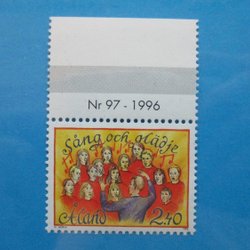 Nr 97 - 1996
Sång och glädje
Åland
2.40